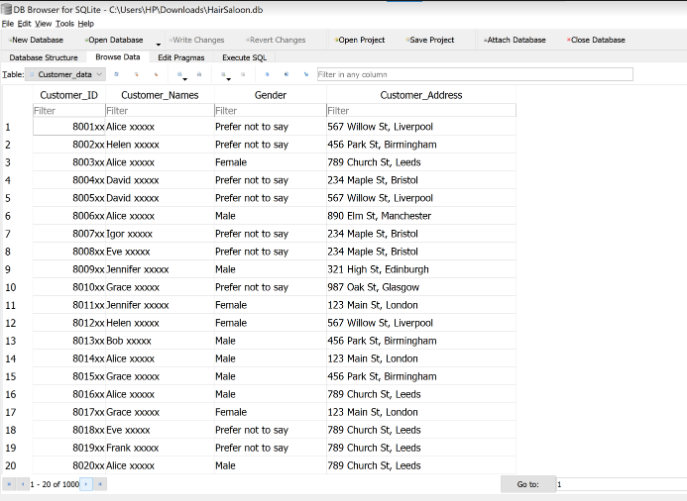 DB Browser for SQLite - C:\Users\HP\Downloads\HairSaloon.db
File Edit View Tools Help
New Database Open Database Write Changes Revert Changes Open Project Save Project Attach Database Close Database
Database Structure Browse Data Edit Pragmas Execute SQL
Table: Customer_data Filter in any column
Customer_ID Customer_Names Gender Customer_Address
Filter Filter Filter Filter
1 8001xx Alice xxxxx Prefer not to say 567 Willow St, Liverpool
2 8002xx Helen xxxxx Prefer not to say 456 Park St, Birmingham
3 8003xx Alice xxxxx Female 789 Church St, Leeds
4 8004xx David xxxxx Prefer not to say 234 Maple St, Bristol
5 8005xx David xxxxx Prefer not to say 567 Willow St, Liverpool
6 8006xx Alice xxxxx Male 890 Elm St, Manchester
7 8007xx Igor xxxxx Prefer not to say 234 Maple St, Bristol
8 8008xx Eve xxxxx Prefer not to say 234 Maple St, Bristol
9 8009xx Jennifer xxxxx Male 321 High St, Edinburgh
10 8010xx Grace xxxxx Prefer not to say 987 Oak St, Glasgow
11 8011xx Jennifer xxxxx Female 123 Main St, London
12 8012xx Helen xxxxx Female 567 Willow St, Liverpool
13 8013xx Bob xxxxx Male 456 Park St, Birmingham
14 8014xx Alice xxxxx Male 123 Main St, London
15 8015xx Grace xxxxx Male 456 Park St, Birmingham
16 8016xx Alice xxxxx Male 789 Church St, Leeds
17 8017xx Grace xxxxx Female 123 Main St, London
18 8018xx Eve xxxxx Prefer not to say 789 Church St, Leeds
19 8019xx Frank xxxxx Prefer not to say 789 Church St, Leeds
20 8020xx Alice xxxxx Male 789 Church St, Leeds
1 - 20 of 1000 Go to: 1